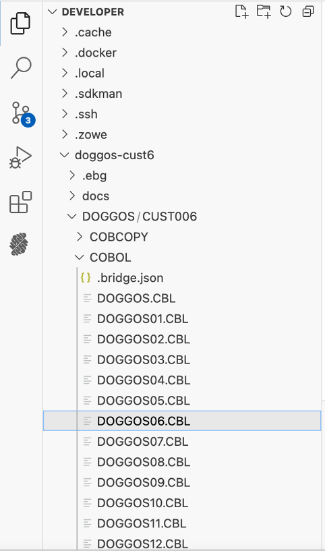 DEVELOPER
.cache
.docker
.local
.sdkman
.ssh
3
.zowe
doggos-cust6
.ebg
docs
DOGGOS / CUST006
COBCOPY
COBOL
{} .bridge.json
DOGGOS.CBL
DOGGOS01.CBL
DOGGOS02.CBL
DOGGOS03.CBL
DOGGOS04.CBL
DOGGOS05.CBL
DOGGOS06.CBL
DOGGOS07.CBL
DOGGOS08.CBL
DOGGOS09.CBL
DOGGOS10.CBL
DOGGOS11.CBL
DOGGOS12.CBL